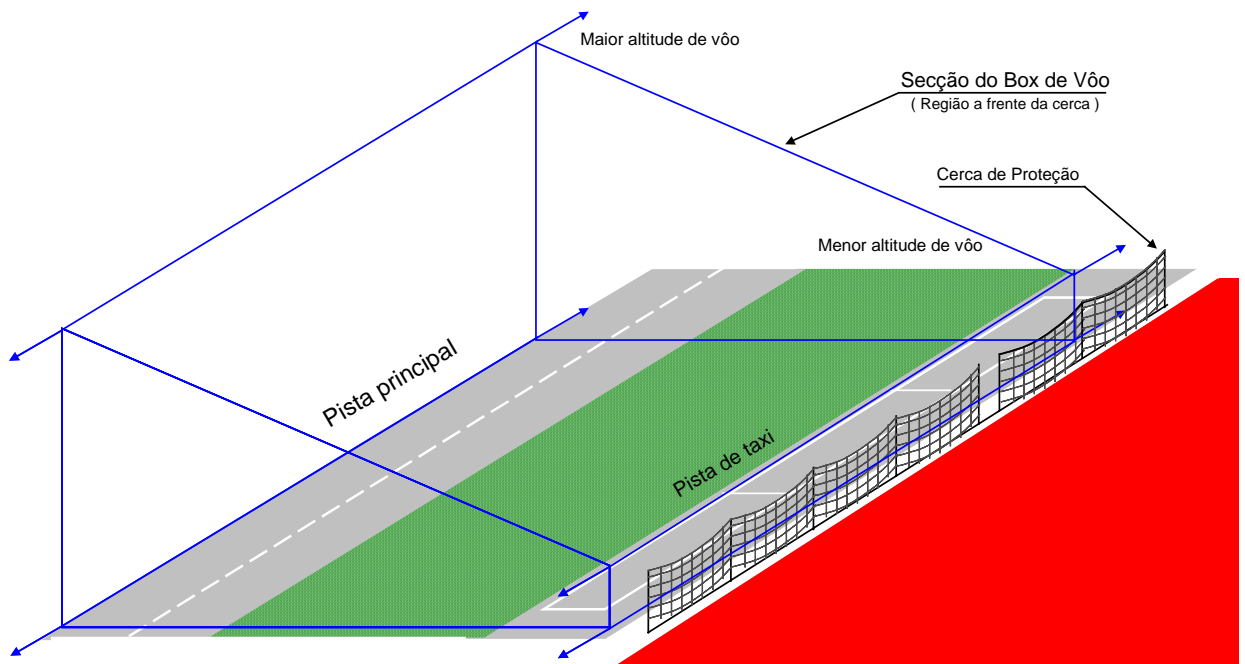 Maior altitude de vôo
Secção do Box de Vôo
( Região a frente da cerca )
Cerca de Proteção
Menor altitude de vôo
Pista principal
Pista de taxi